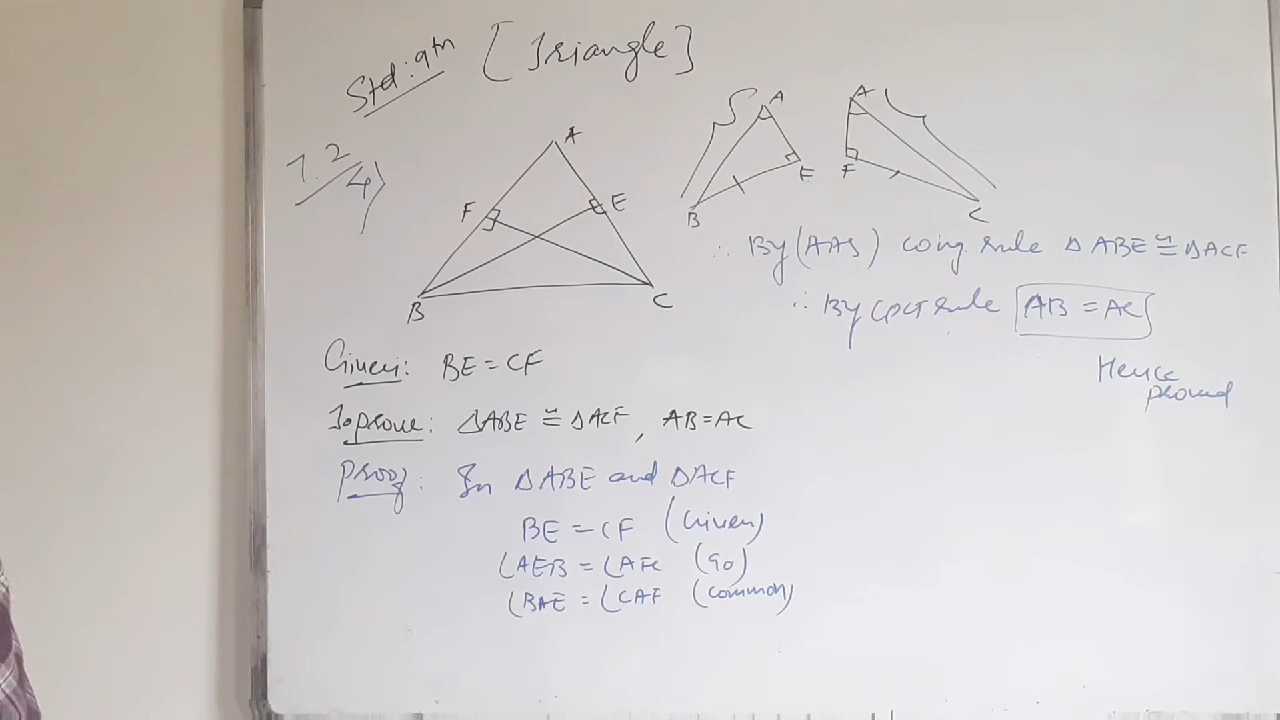 Std: 9th [Triangle]
7.2/4)
A
F
E
B
C
A
E
B
A
F
C
∴ By (AAS) cong. rule △ABE ≅ △ACF
∴ By CPCT rule AB = AC
Hence proved
Given: BE = CF
To prove: △ABE ≅ △ACF, AB=AC
Proof: In △ABE and △ACF
BE = CF (Given)
∠AEB = ∠AFC (90)
∠BAE = ∠CAF (common)